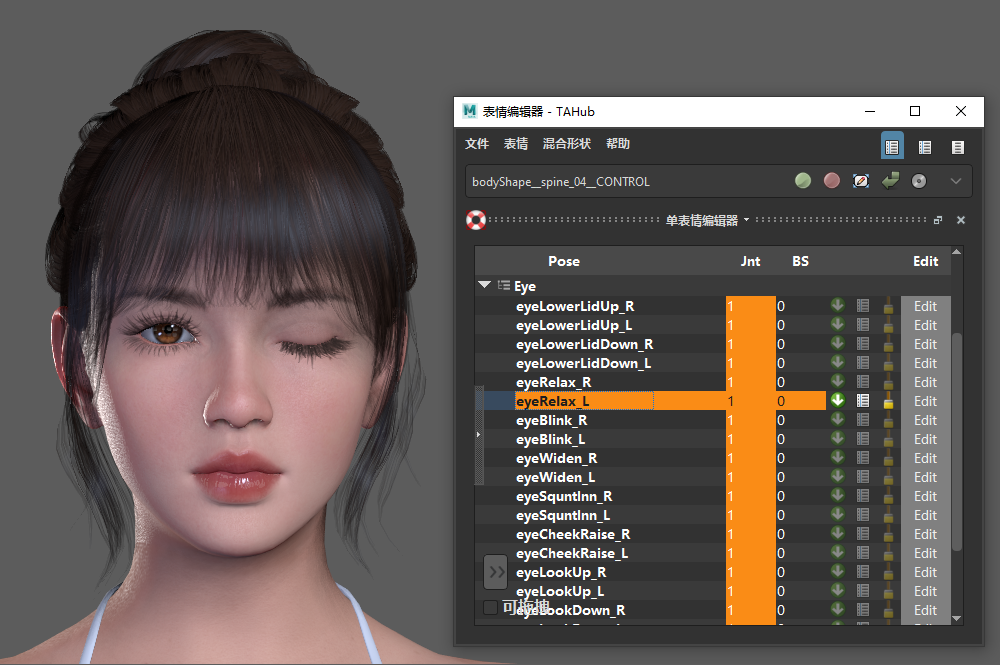 表情编辑器 - TAHub
文件 表情 混合形状 帮助
bodyShape__spine_04__CONTROL
单表情编辑器
Pose Jnt BS Edit
Eye
eyeLowerLidUp_R 1 0 Edit
eyeLowerLidUp_L 1 0 Edit
eyeLowerLidDown_R 1 0 Edit
eyeLowerLidDown_L 1 0 Edit
eyeRelax_R 1 0 Edit
eyeRelax_L 1 0 Edit
eyeBlink_R 1 0 Edit
eyeBlink_L 1 0 Edit
eyeWiden_R 1 0 Edit
eyeWiden_L 1 0 Edit
eyeSquntInn_R 1 0 Edit
eyeSquntInn_L 1 0 Edit
eyeCheekRaise_R 1 0 Edit
eyeCheekRaise_L 1 0 Edit
eyeLookUp_R 1 0 Edit
eyeLookUp_L 1 0 Edit
可拖拽
eyeLookDown_R 1 0 Edit